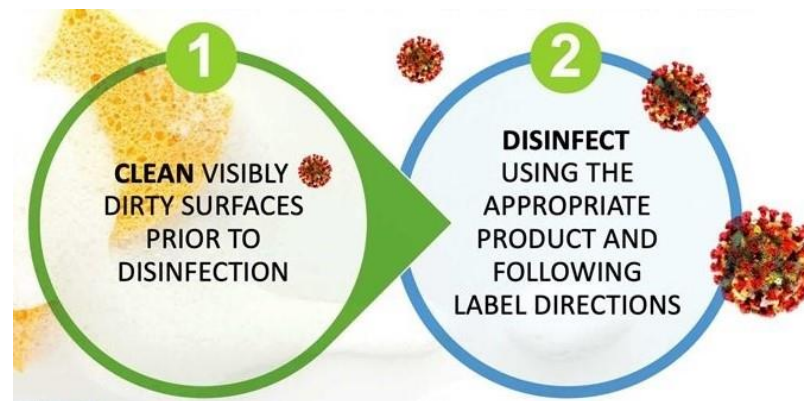 1
CLEAN VISIBLY
DIRTY SURFACES
PRIOR TO
DISINFECTION
2
DISINFECT
USING THE
APPROPRIATE
PRODUCT AND
FOLLOWING
LABEL DIRECTIONS